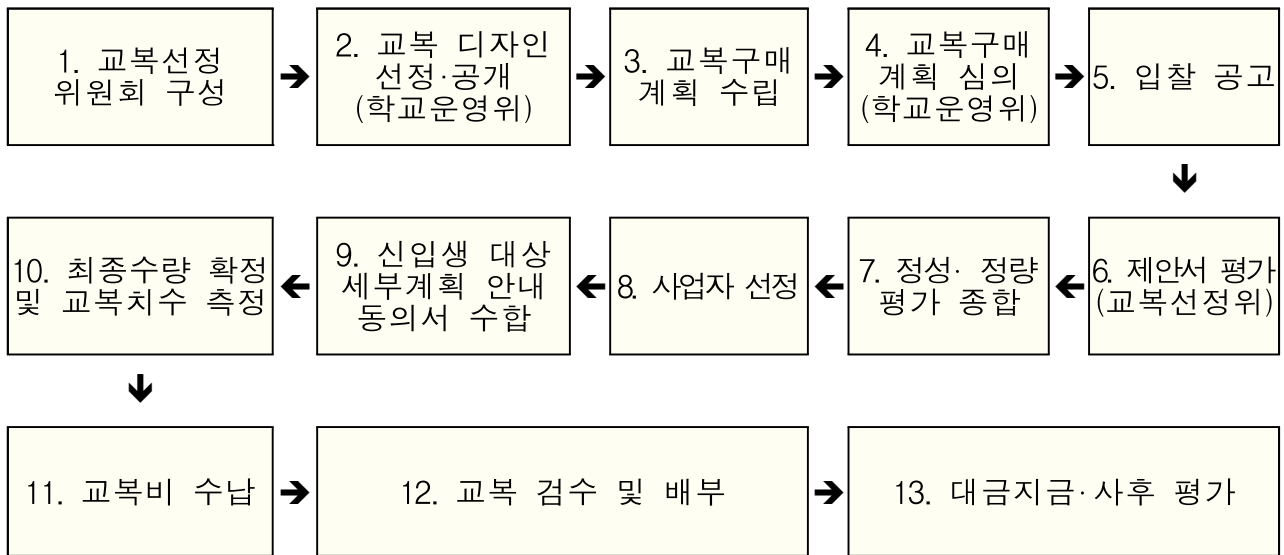 1. 교복선정
위원회 구성
2. 교복 디자인
선정·공개
(학교운영위)
3. 교복구매
계획 수립
4. 교복구매
계획 심의
(학교운영위)
5. 입찰 공고
10. 최종수량 확정
및 교복치수 측정
9. 신입생 대상
세부계획 안내
동의서 수합
8. 사업자 선정
7. 정성· 정량
평가 종합
6. 제안서 평가
(교복선정위)
11. 교복비 수납
12. 교복 검수 및 배부
13. 대금지금·사후 평가